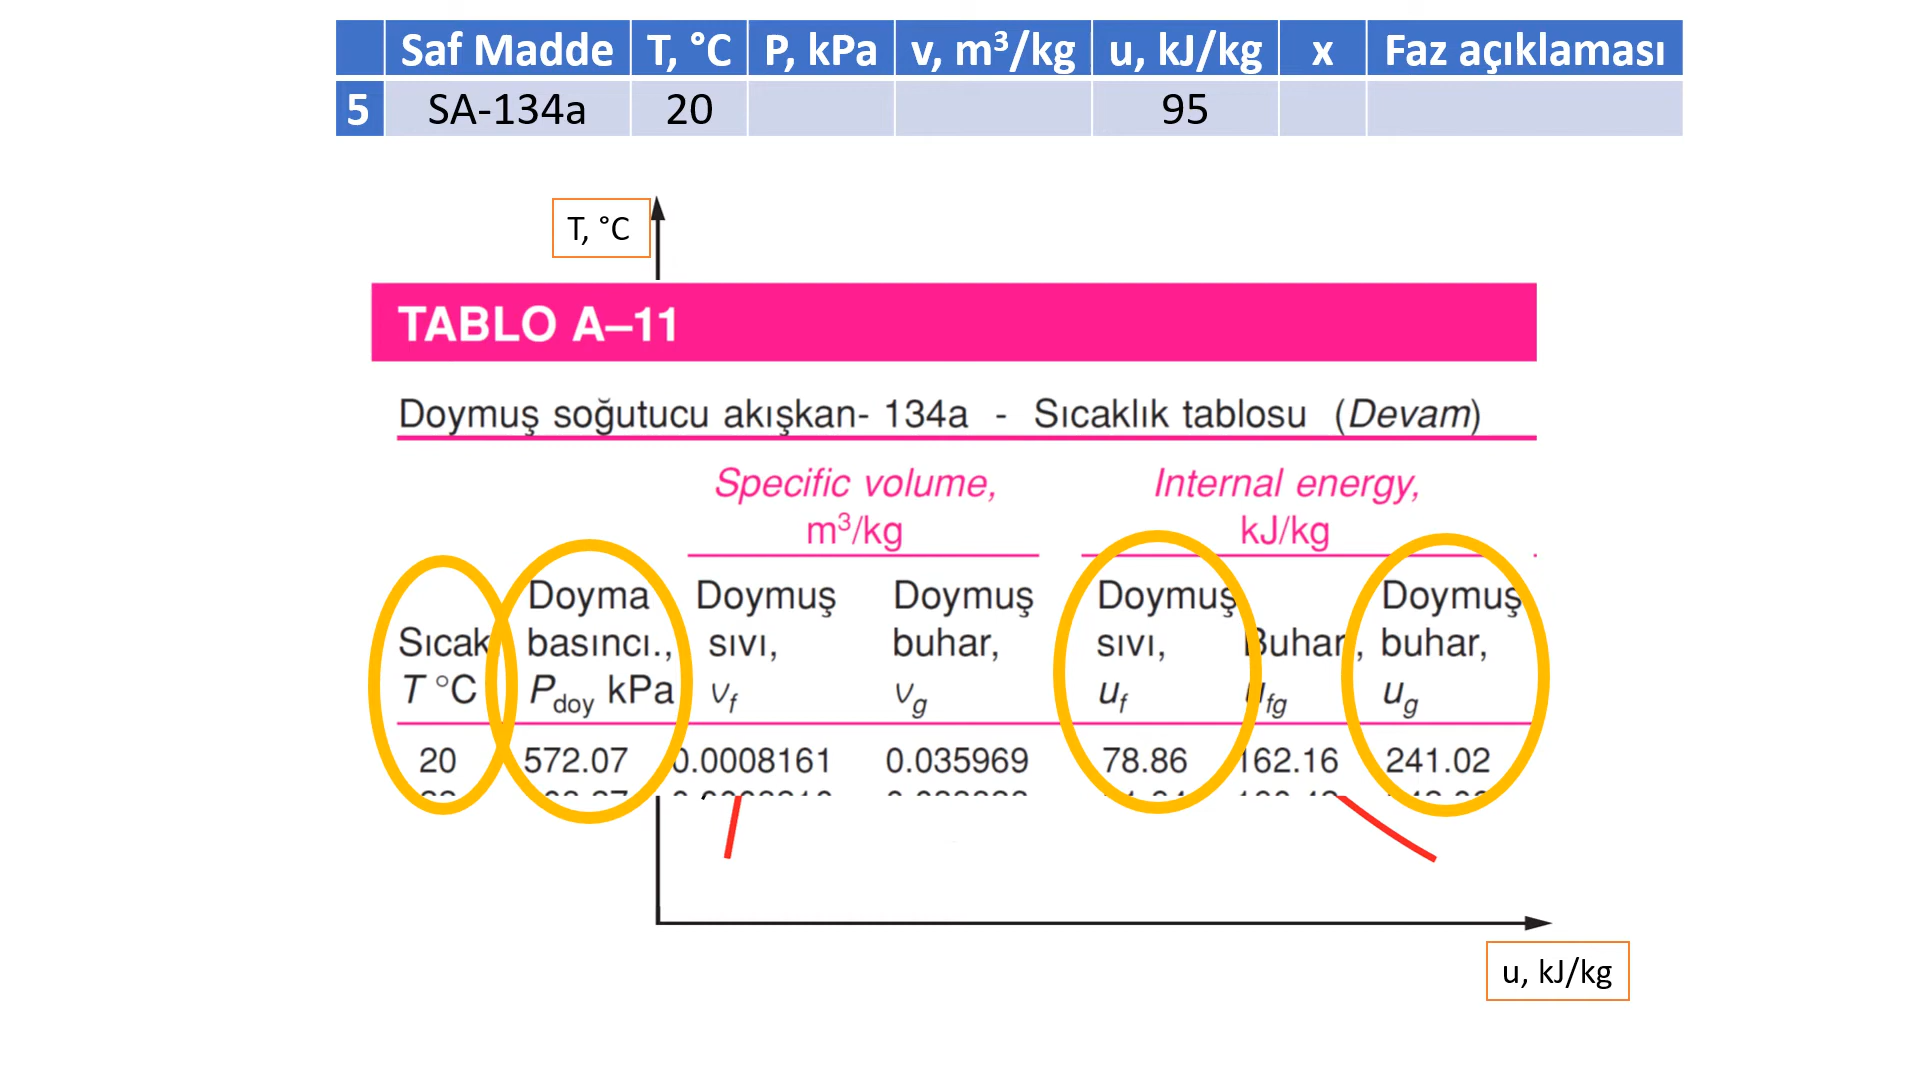 Saf Madde T, °C P, kPa v, m³/kg u, kJ/kg x Faz açıklaması
5 SA-134a 20 95
T, °C
TABLO A–11
Doymuş soğutucu akışkan- 134a - Sıcaklık tablosu (Devam)
Specific volume, Internal energy,
m³/kg kJ/kg
Doyma Doymuş Doymuş Doymuş Doymuş
Sıcak basıncı., sıvı, buhar, sıvı, Buhar, buhar,
T °C Pdoy kPa vf vg uf ufg ug
20 572.07 0.0008161 0.035969 78.86 162.16 241.02
u, kJ/kg